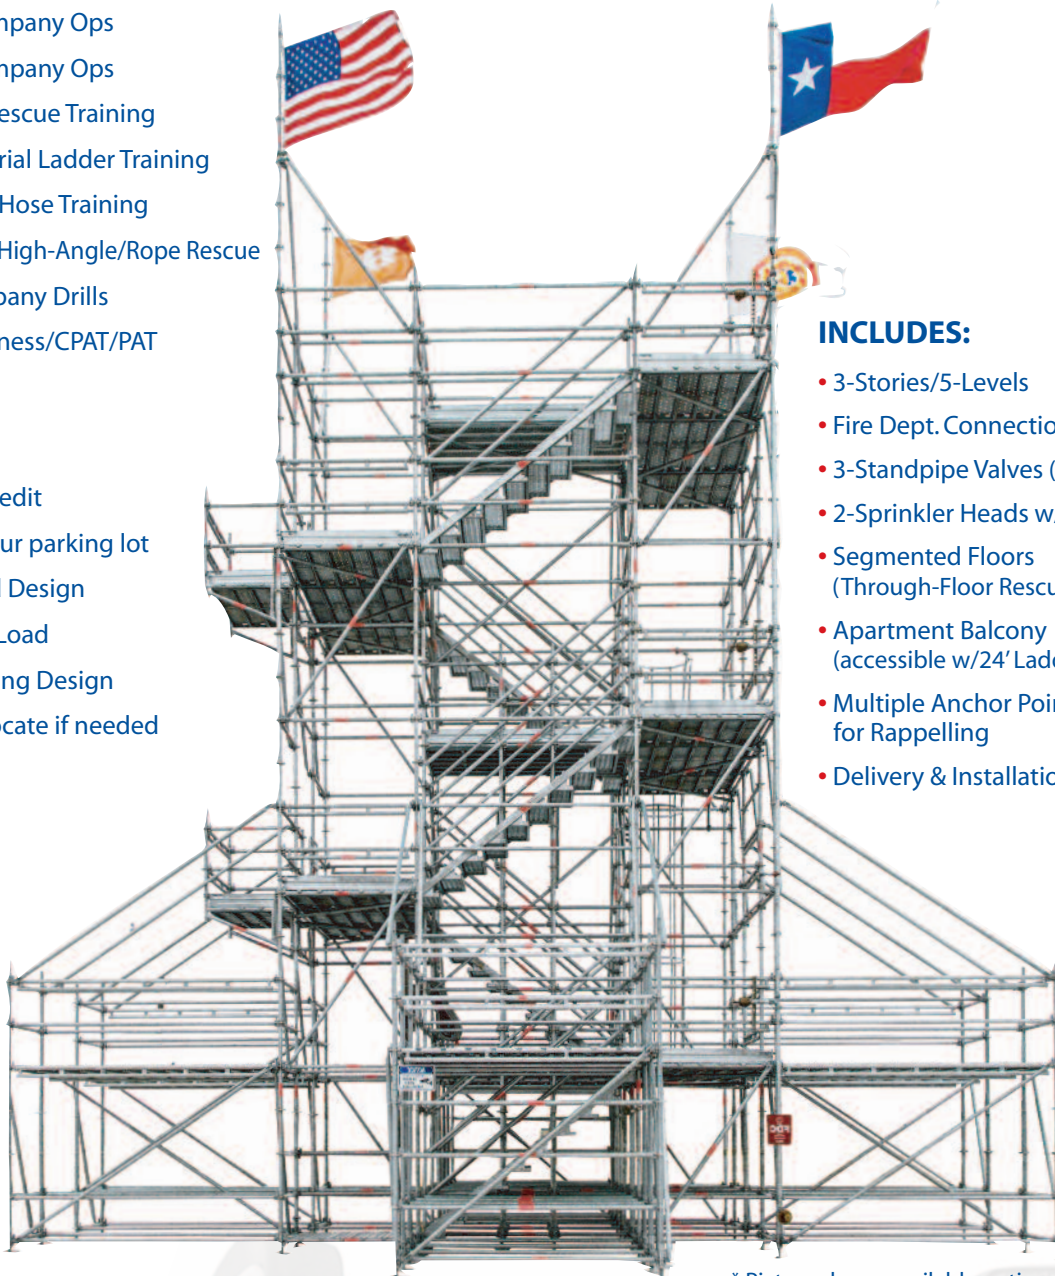 mpany Ops
mpany Ops
escue Training
rial Ladder Training
Hose Training
High-Angle/Rope Rescue
pany Drills
ness/CPAT/PAT
edit
ur parking lot
Design
Load
ng Design
ocate if needed
INCLUDES:
• 3-Stories/5-Levels
• Fire Dept. Connectio
• 3-Standpipe Valves (
• 2-Sprinkler Heads w/
• Segmented Floors
(Through-Floor Rescu
• Apartment Balcony
(accessible w/24’ Ladd
• Multiple Anchor Poin
for Rappelling
• Delivery & Installatio
FDC